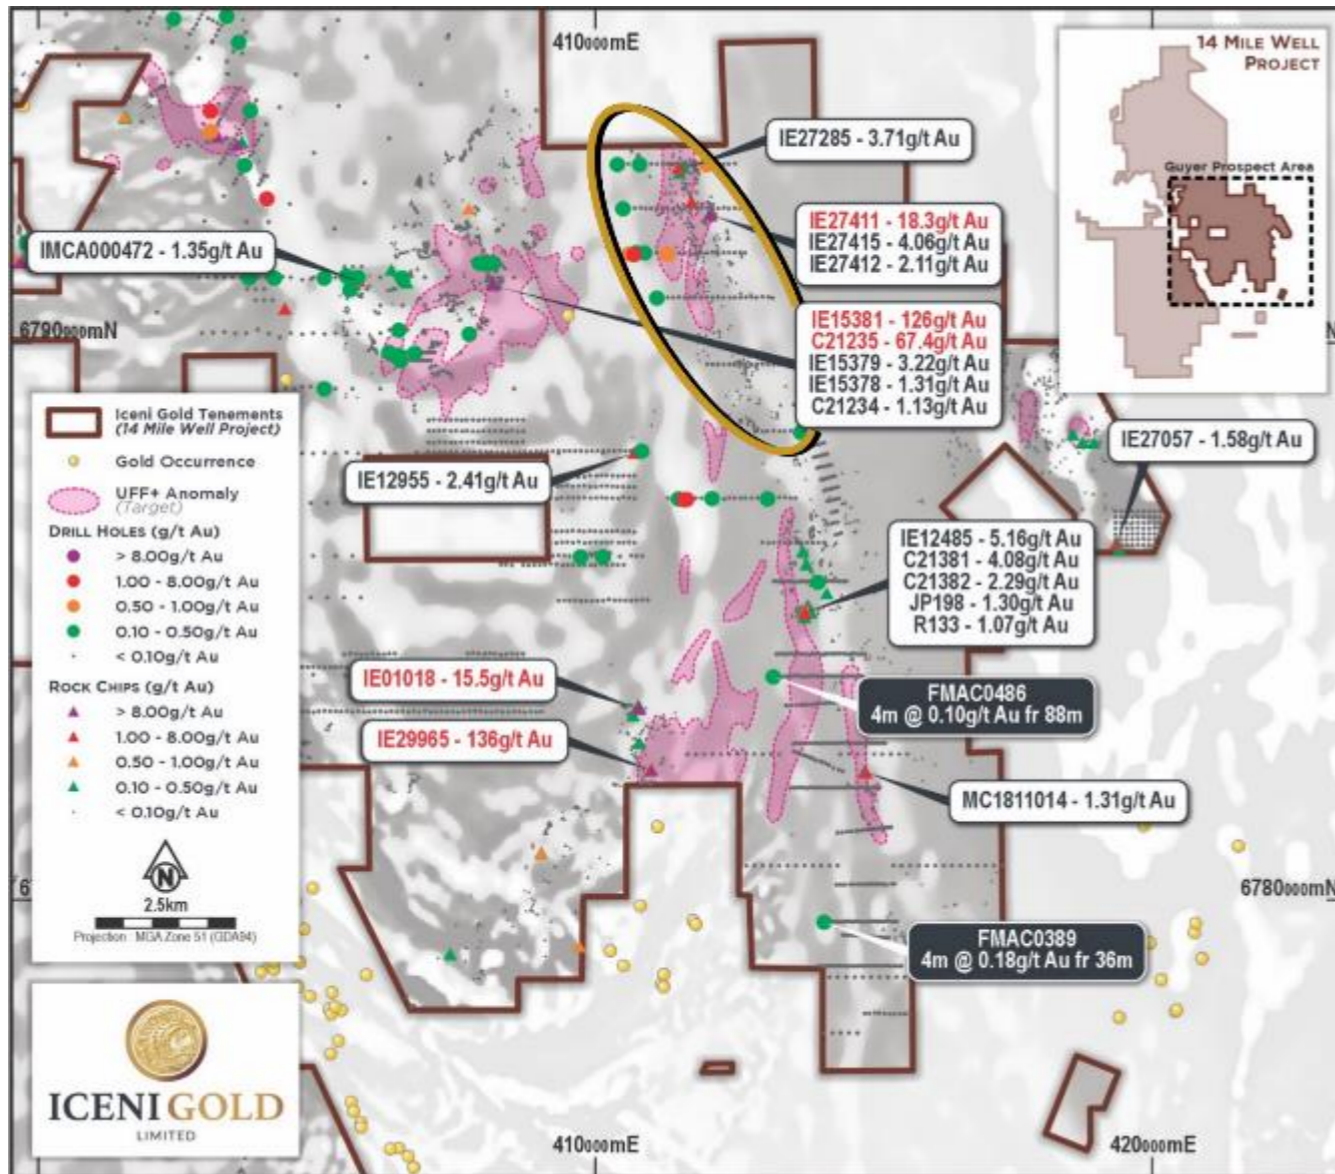 410000mE
14 MILE WELL
PROJECT
Guyer Prospect Area
IE27285 - 3.71g/t Au
IE27411 - 18.3g/t Au
IE27415 - 4.06g/t Au
IE27412 - 2.11g/t Au
IMCA000472 - 1.35g/t Au
6790000mN
IE15381 - 126g/t Au
C21235 - 67.4g/t Au
IE15379 - 3.22g/t Au
IE15378 - 1.31g/t Au
C21234 - 1.13g/t Au
IE27057 - 1.58g/t Au
IE12955 - 2.41g/t Au
IE12485 - 5.16g/t Au
C21381 - 4.08g/t Au
C21382 - 2.29g/t Au
JP198 - 1.30g/t Au
R133 - 1.07g/t Au
IE01018 - 15.5g/t Au
FMAC0486
4m @ 0.10g/t Au fr 88m
IE29965 - 136g/t Au
MC1811014 - 1.31g/t Au
6780000mN
FMAC0389
4m @ 0.18g/t Au fr 36m
Iceni Gold Tenements
(14 Mile Well Project)
Gold Occurrence
UFF+ Anomaly
(Target)
DRILL HOLES (g/t Au)
> 8.00g/t Au
1.00 - 8.00g/t Au
0.50 - 1.00g/t Au
0.10 - 0.50g/t Au
< 0.10g/t Au
ROCK CHIPS (g/t Au)
> 8.00g/t Au
1.00 - 8.00g/t Au
0.50 - 1.00g/t Au
0.10 - 0.50g/t Au
< 0.10g/t Au
N
2.5km
Projection : MGA Zone 51 (GDA94)
ICENI GOLD
LIMITED
410000mE
420000mE